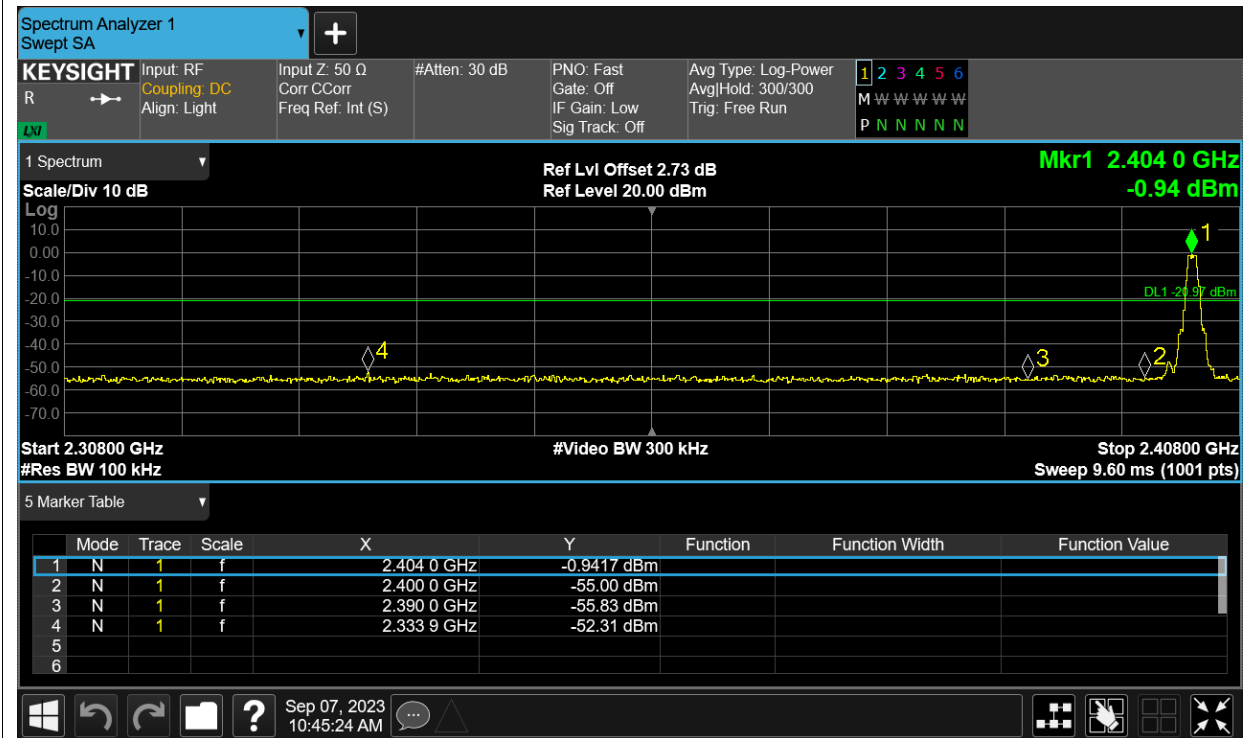 Spectrum Analyzer 1
Swept SA
KEYSIGHT
R
LXI
Input: RF
Coupling: DC
Align: Light
Input Z: 50 Ω
Corr CCorr
Freq Ref: Int (S)
#Atten: 30 dB
PNO: Fast
Gate: Off
IF Gain: Low
Sig Track: Off
Avg Type: Log-Power
Avg|Hold: 300/300
Trig: Free Run
1 2 3 4 5 6
M W W W W W
P N N N N N
1 Spectrum
Scale/Div 10 dB
Ref Lvl Offset 2.73 dB
Ref Level 20.00 dBm
Mkr1 2.404 0 GHz
-0.94 dBm
Log
10.0
0.00
-10.0
-20.0
-30.0
-40.0
-50.0
-60.0
-70.0
1
DL1 -20.97 dBm
4
3
2
Start 2.30800 GHz
#Res BW 100 kHz
#Video BW 300 kHz
Stop 2.40800 GHz
Sweep 9.60 ms (1001 pts)
5 Marker Table
Mode Trace Scale X Y Function Function Width Function Value
1 N 1 f 2.404 0 GHz -0.9417 dBm
2 N 1 f 2.400 0 GHz -55.00 dBm
3 N 1 f 2.390 0 GHz -55.83 dBm
4 N 1 f 2.333 9 GHz -52.31 dBm
5
6
?
Sep 07, 2023
10:45:24 AM